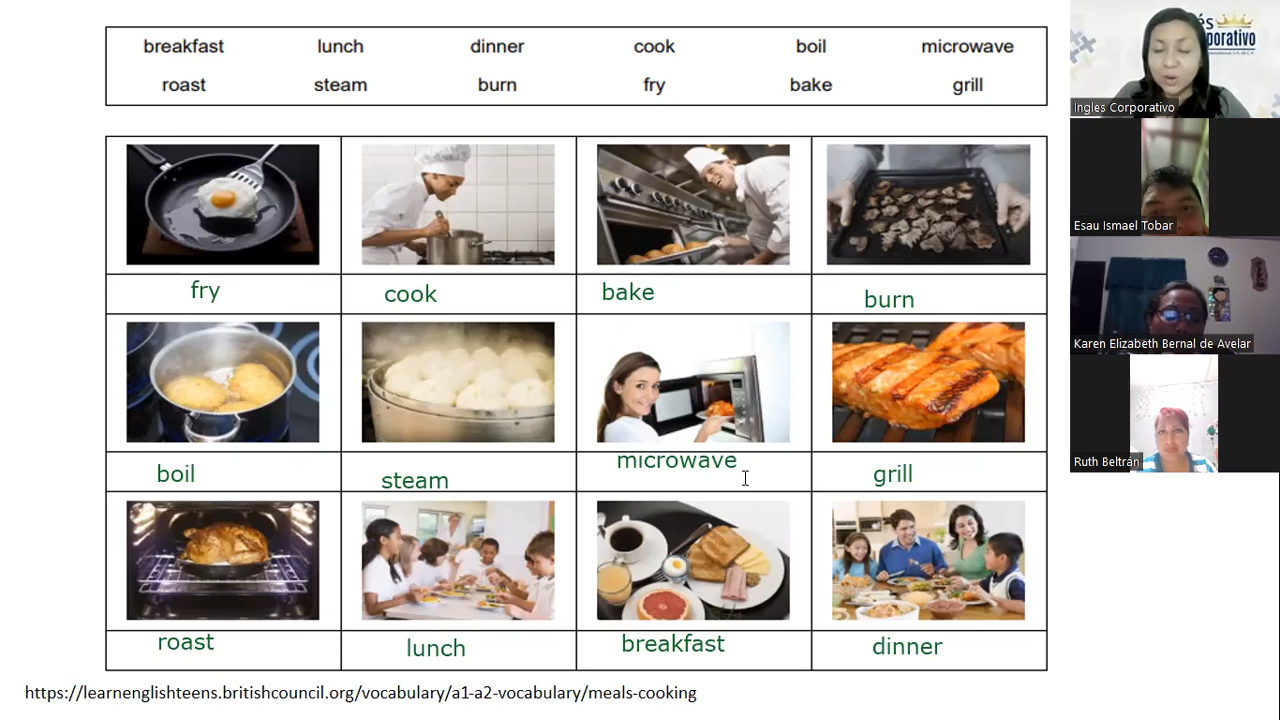 breakfast lunch dinner cook boil microwave
roast steam burn fry bake grill
fry cook bake burn
boil steam microwave grill
roast lunch breakfast dinner
https://learnenglishteens.britishcouncil.org/vocabulary/a1-a2-vocabulary/meals-cooking
Ingles Corporativo
Esau Ismael Tobar
Karen Elizabeth Bernal de Avelar
Ruth Beltrán